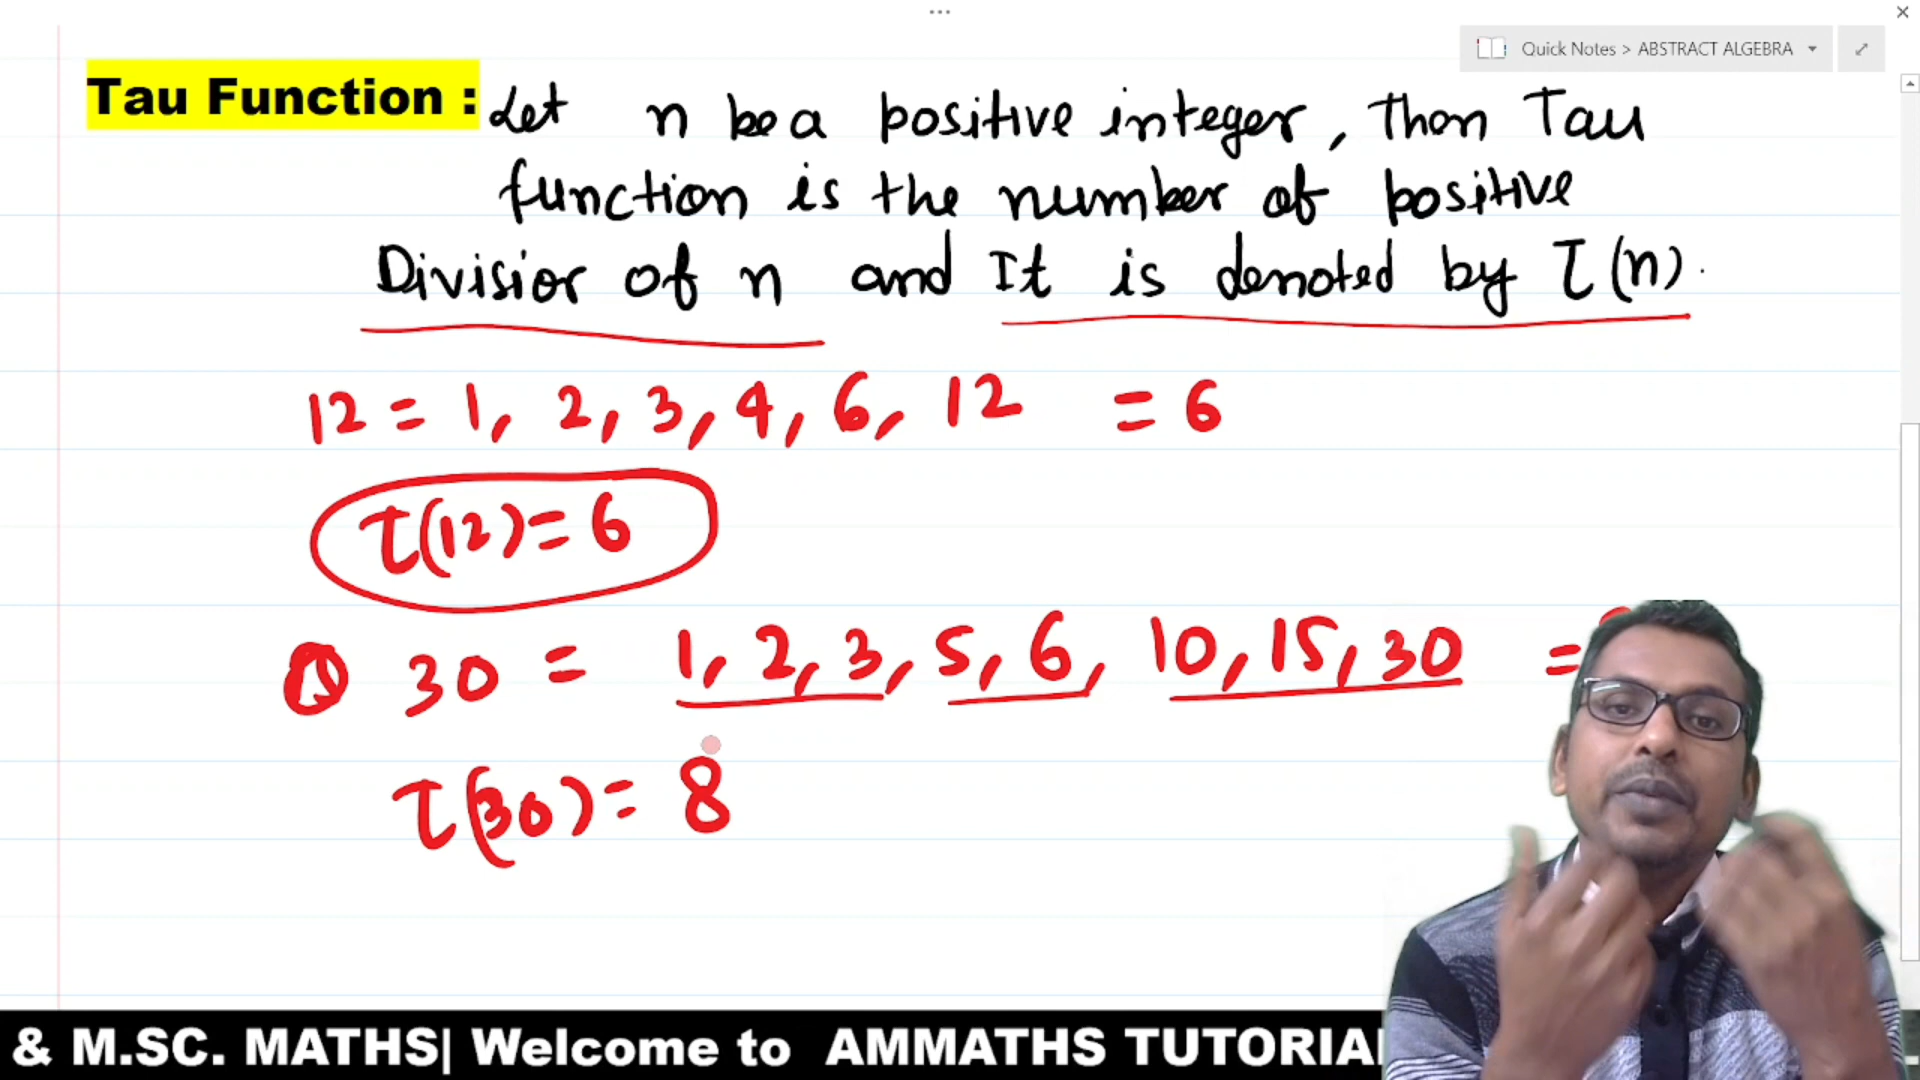 Quick Notes > ABSTRACT ALGEBRA
Tau Function : Let n be a positive integer, Then Tau
function is the number of positive
Divisior of n and It is denoted by τ(n).
12 = 1, 2, 3, 4, 6, 12 = 6
τ(12) = 6
Q 30 = 1, 2, 3, 5, 6, 10, 15, 30 =
τ(30) = 8
& M.SC. MATHS| Welcome to AMMATHS TUTORIA